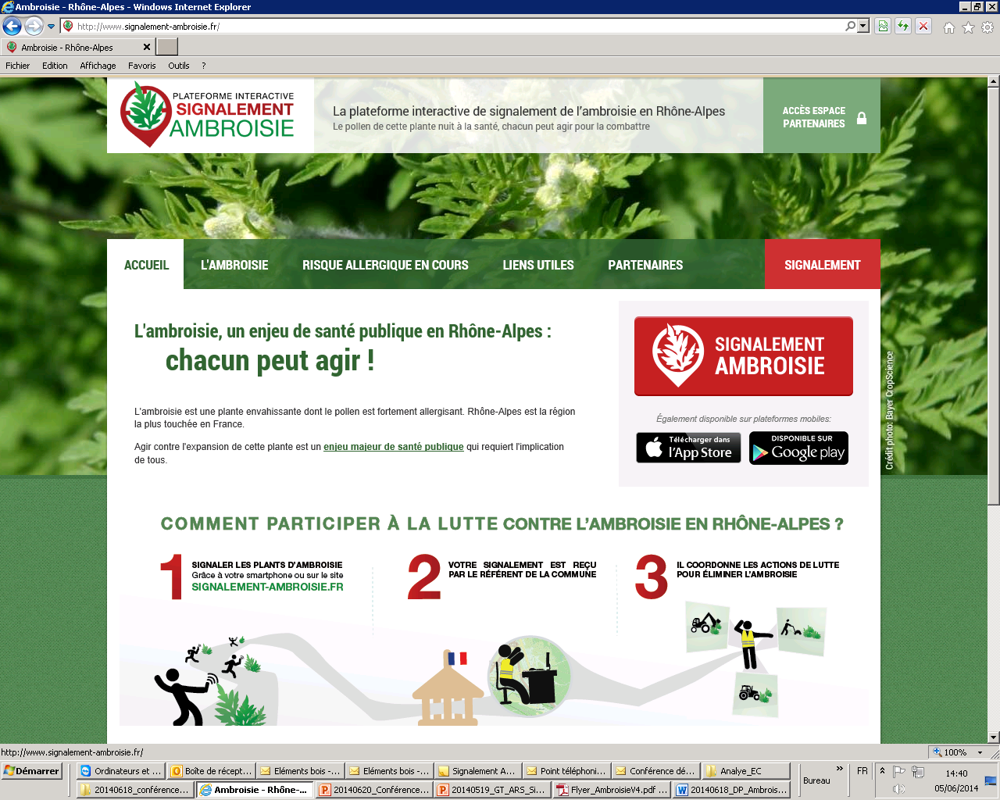 Ambroisie - Rhône-Alpes - Windows Internet Explorer
http://www.signalement-ambroisie.fr/
Ambroisie - Rhône-Alpes
Fichier Edition Affichage Favoris Outils ?
PLATEFORME INTERACTIVE
SIGNALEMENT
AMBROISIE
La plateforme interactive de signalement de l'ambroisie en Rhône-Alpes
Le pollen de cette plante nuit à la santé, chacun peut agir pour la combattre
ACCÈS ESPACE
PARTENAIRES
ACCUEIL L'AMBROISIE RISQUE ALLERGIQUE EN COURS LIENS UTILES PARTENAIRES SIGNALEMENT
L'ambroisie, un enjeu de santé publique en Rhône-Alpes :
chacun peut agir !
L'ambroisie est une plante envahissante dont le pollen est fortement allergisant. Rhône-Alpes est la région
la plus touchée en France.
Agir contre l'expansion de cette plante est un enjeu majeur de santé publique qui requiert l'implication
de tous.
SIGNALEMENT
AMBROISIE
Également disponible sur plateformes mobiles:
Télécharger dans
l'App Store
DISPONIBLE SUR
Google play
Crédit photo: Bayer CropScience
COMMENT PARTICIPER À LA LUTTE CONTRE L'AMBROISIE EN RHÔNE-ALPES ?
1
SIGNALER LES PLANTS D'AMBROISIE
Grâce à votre smartphone ou sur le site
SIGNALEMENT-AMBROISIE.FR
2
VOTRE SIGNALEMENT EST REÇU
PAR LE RÉFÉRENT DE LA COMMUNE
3
IL COORDONNE LES ACTIONS DE LUTTE
POUR ÉLIMINER L'AMBROISIE
http://www.signalement-ambroisie.fr/
100%
Démarrer
Ordinateurs et ... Boîte de récept... Eléments bois -... Eléments bois -... Signalement A... Point téléphoni... Conférence dé... Analye_EC
20140618_conférence... Ambroisie - Rhône-... 20140620_Conférence... 20140519_GT_ARS_Si... Flyer_AmbroisieV4.pdf ... 20140618_DP_Ambrois...
Bureau
FR
14:40
05/06/2014